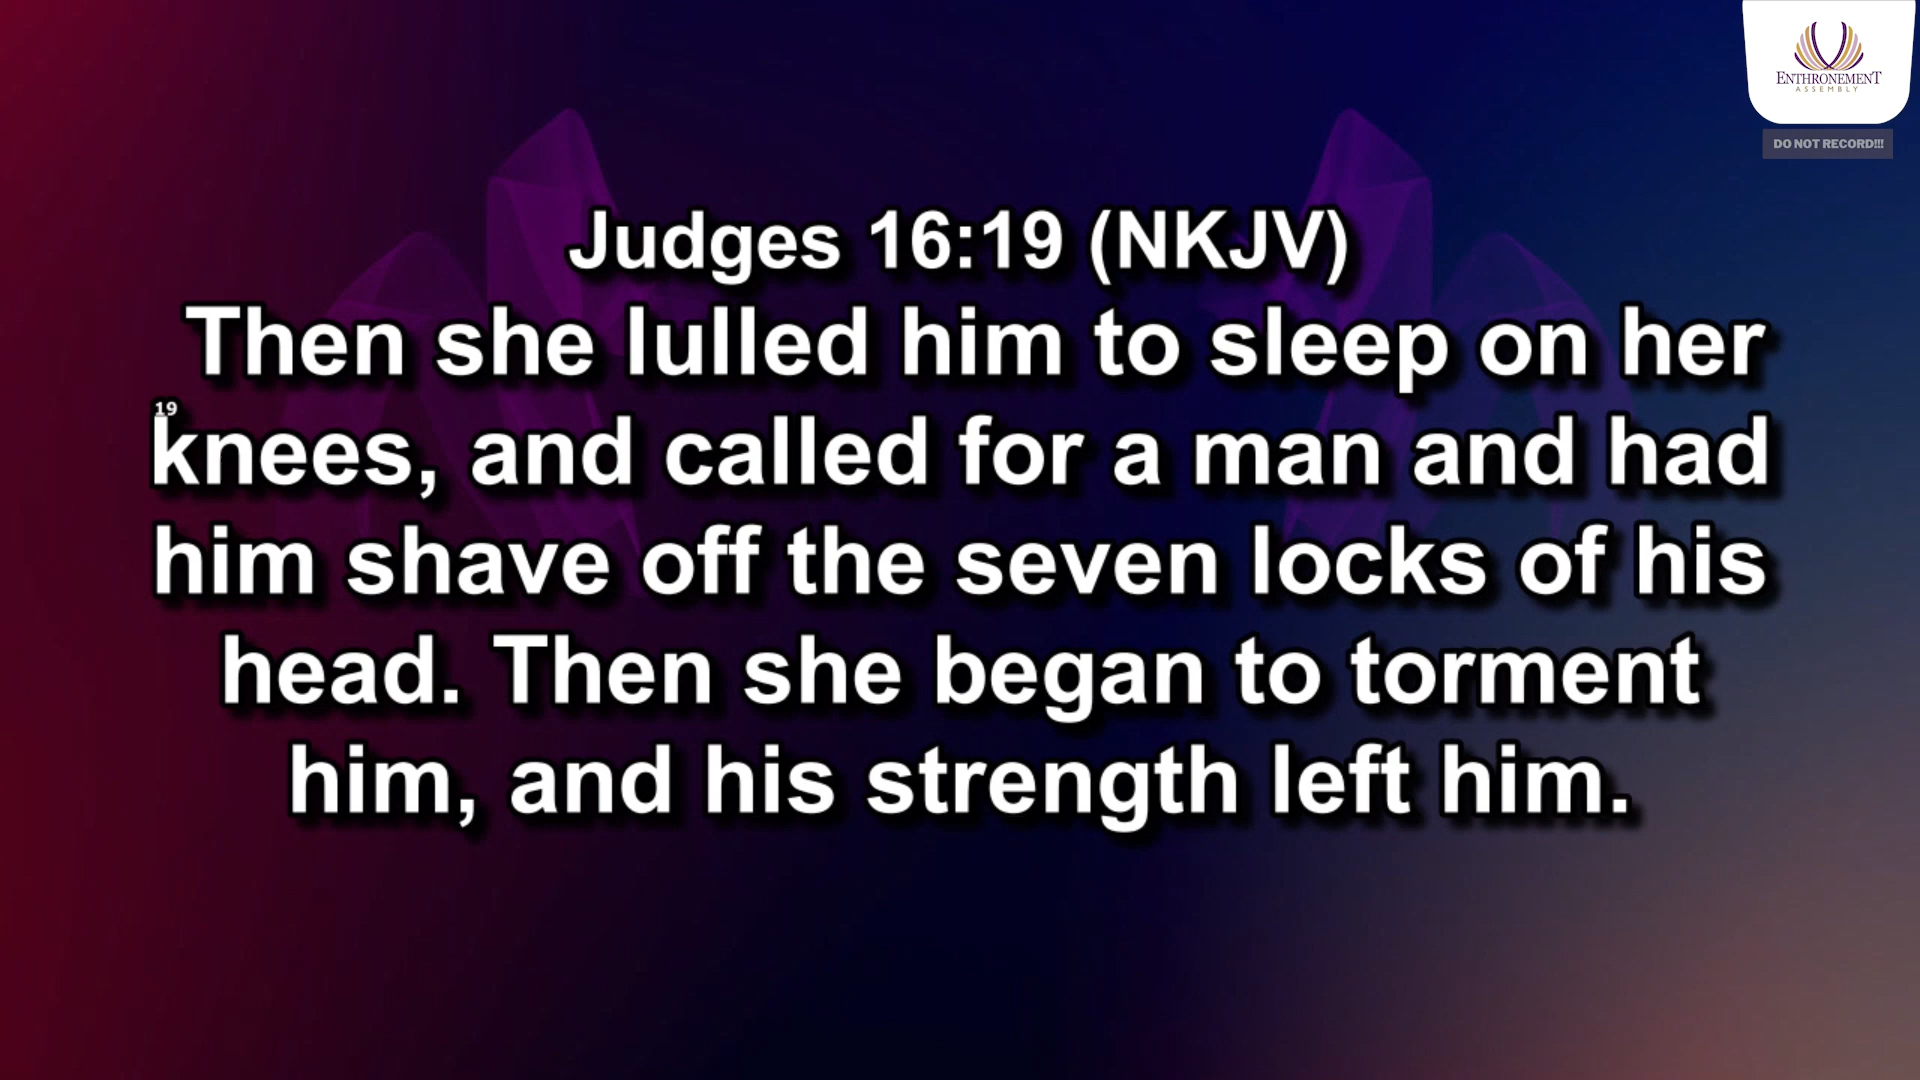 ENTHRONEMENT
ASSEMBLY
DO NOT RECORD!!!
Judges 16:19 (NKJV)
Then she lulled him to sleep on her
19
knees, and called for a man and had
him shave off the seven locks of his
head. Then she began to torment
him, and his strength left him.